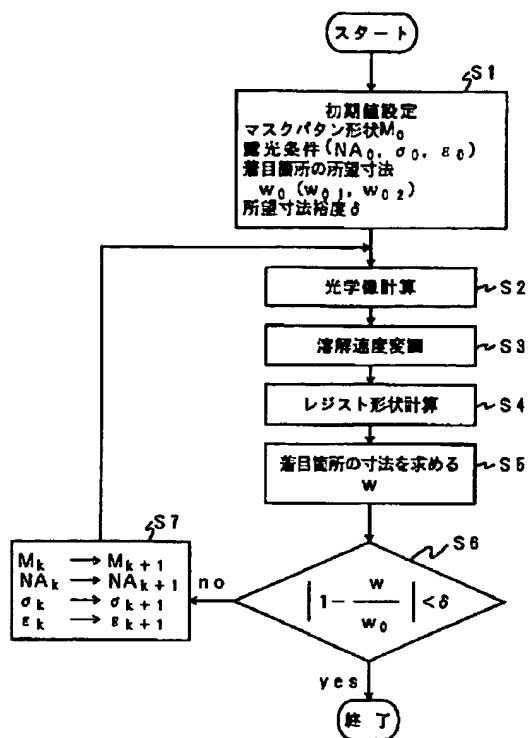 スタート
S1
初期値設定
マスクパタン形状M₀
露光条件(NA₀, σ₀, ε₀)
着目箇所の所望寸法
w₀ (w₀₁, w₀₂)
所望寸法裕度δ
光学像計算
S2
溶解速度変調
S3
レジスト形状計算
S4
着目箇所の寸法を求める
w
S5
S7
Mₖ → Mₖ₊₁
NAₖ → NAₖ₊₁
σₖ → σₖ₊₁
εₖ → εₖ₊₁
no
S6
| 1 - w/w₀ | < δ
yes
終了